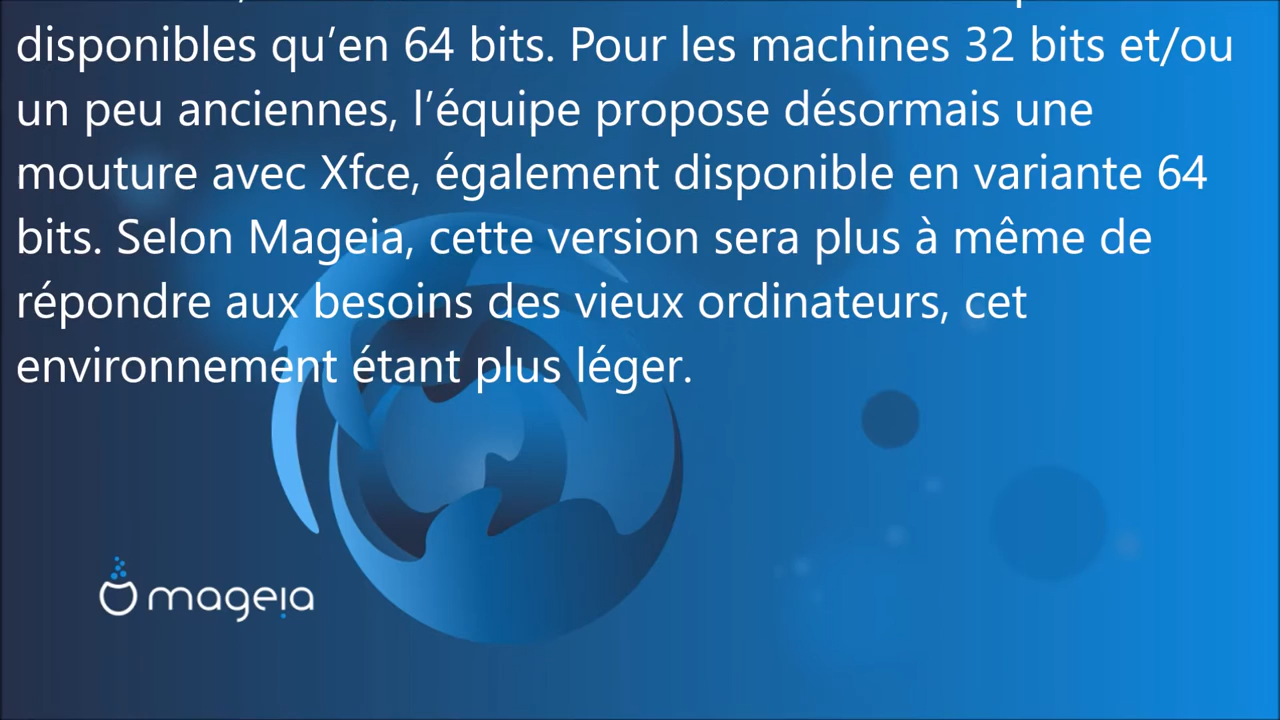 disponibles qu’en 64 bits. Pour les machines 32 bits et/ou
un peu anciennes, l’équipe propose désormais une
mouture avec Xfce, également disponible en variante 64
bits. Selon Mageia, cette version sera plus à même de
répondre aux besoins des vieux ordinateurs, cet
environnement étant plus léger.
mageia